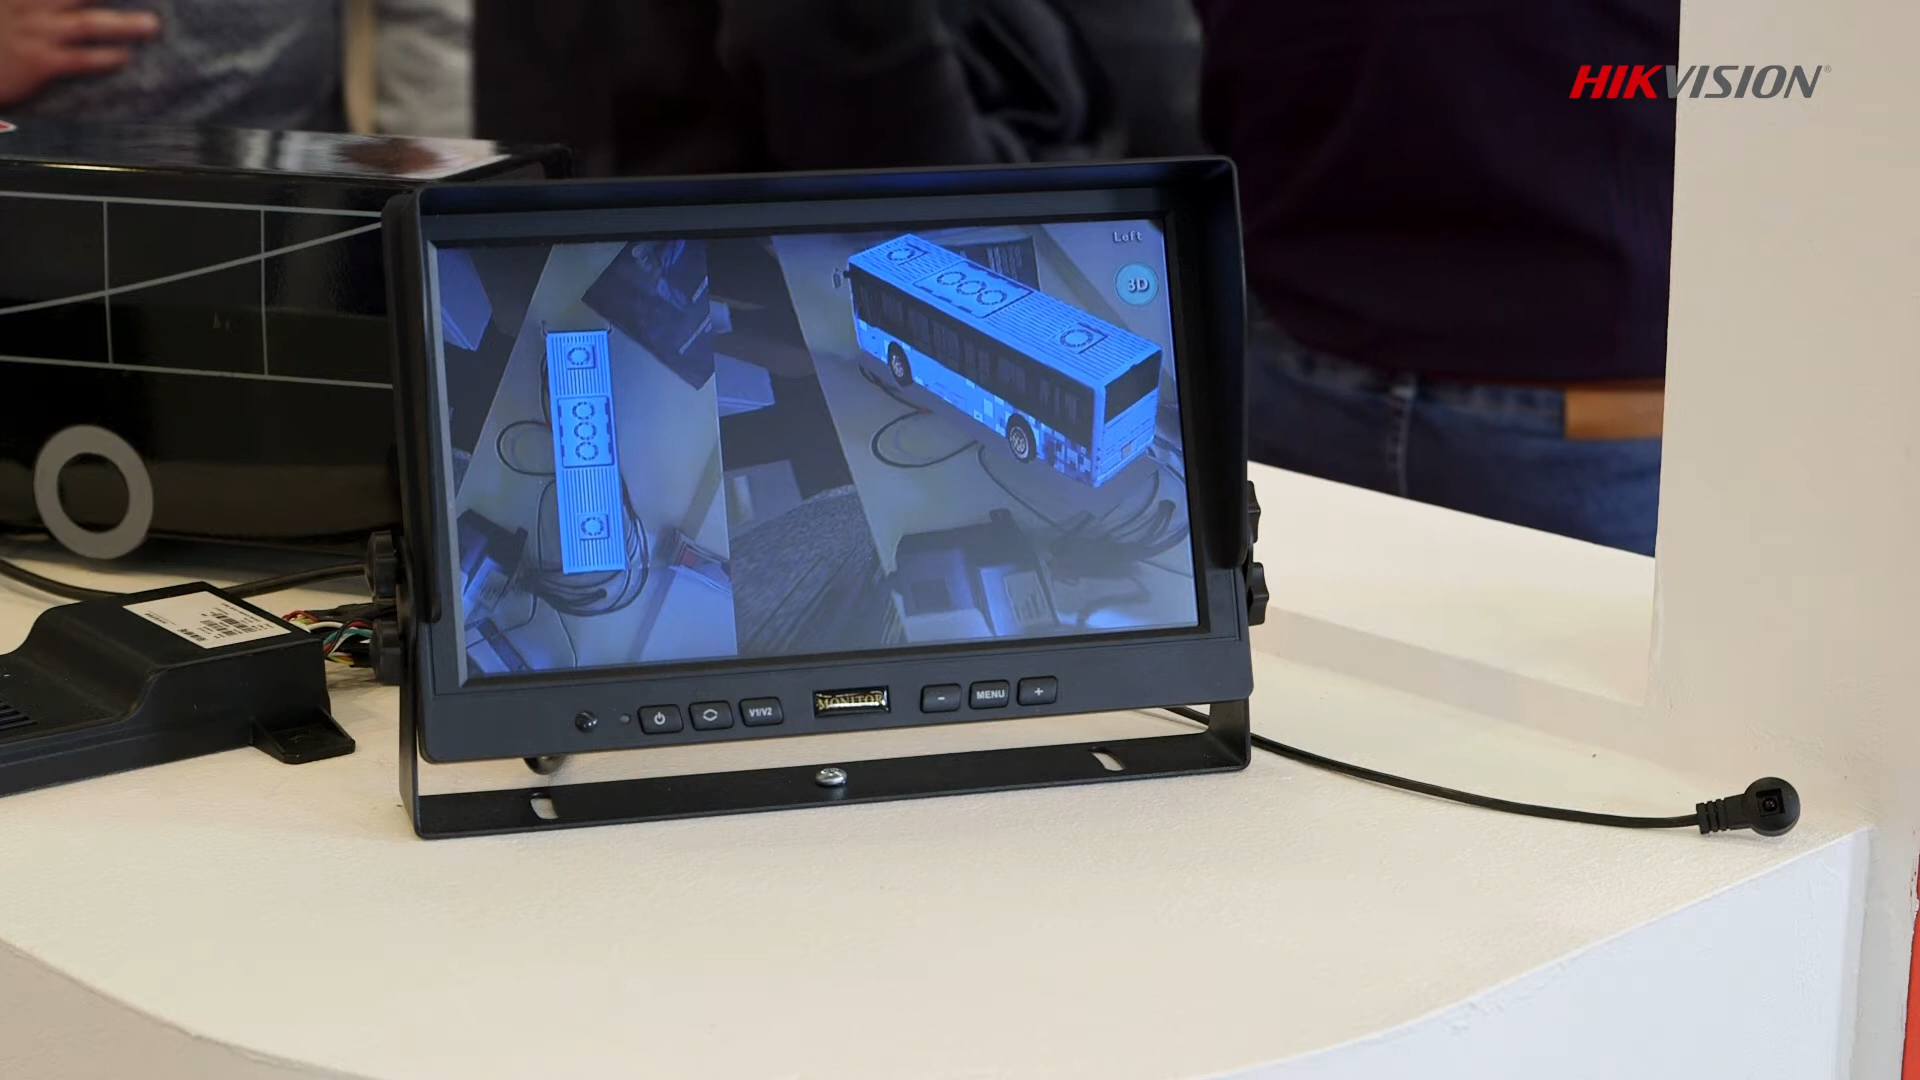 HIKVISION®
Left
3D
V1/V2
MONITOR
-
MENU
+